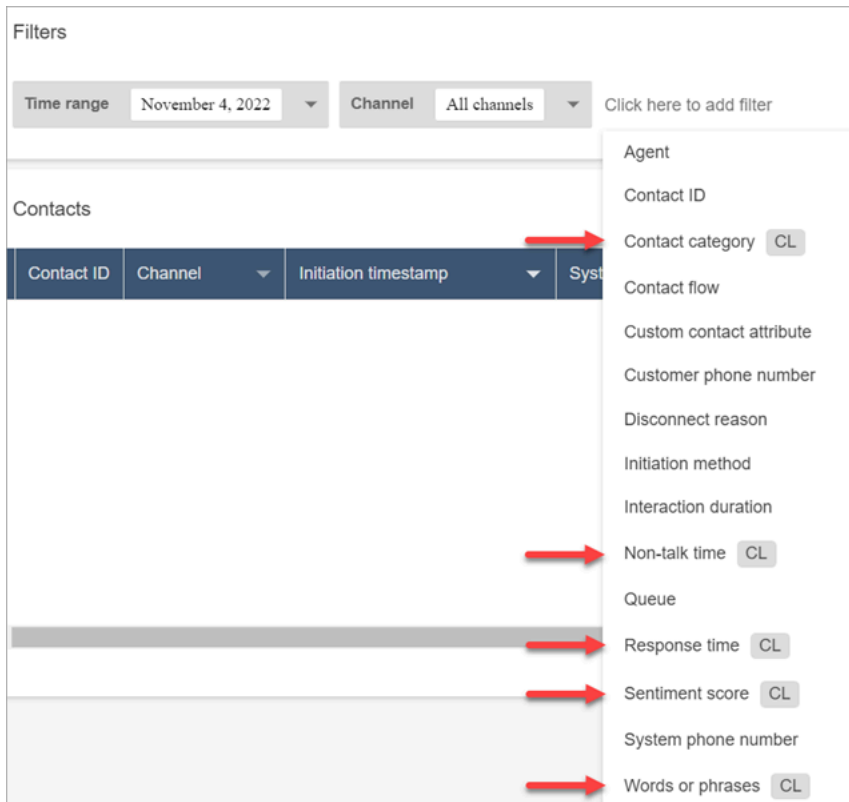 Filters
Time range November 4, 2022 Channel All channels Click here to add filter
Agent
Contact ID
Contacts
Contact category CL
Contact ID Channel Initiation timestamp Syst
Contact flow
Custom contact attribute
Customer phone number
Disconnect reason
Initiation method
Interaction duration
Non-talk time CL
Queue
Response time CL
Sentiment score CL
System phone number
Words or phrases CL